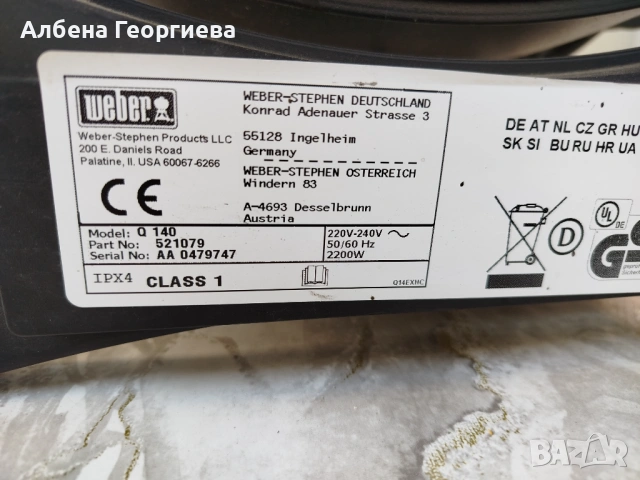 Албена Георгиева
weber
WEBER-STEPHEN DEUTSCHLAND
Konrad Adenauer Strasse 3
55128 Ingelheim
Germany
Weber-Stephen Products LLC
200 E. Daniels Road
Palatine, Il. USA 60067-6266
WEBER-STEPHEN OSTERREICH
Windern 83
A-4693 Desselbrunn
Austria
CE
Model: Q 140
Part No: 521079
Serial No: AA 0479747
220V-240V
50/60 Hz
2200W
IPX4 CLASS 1
Q14EXHC
DE AT NL CZ GR HU
SK SI BU RU HR UA
D
UL
DE
GS
BAZAR